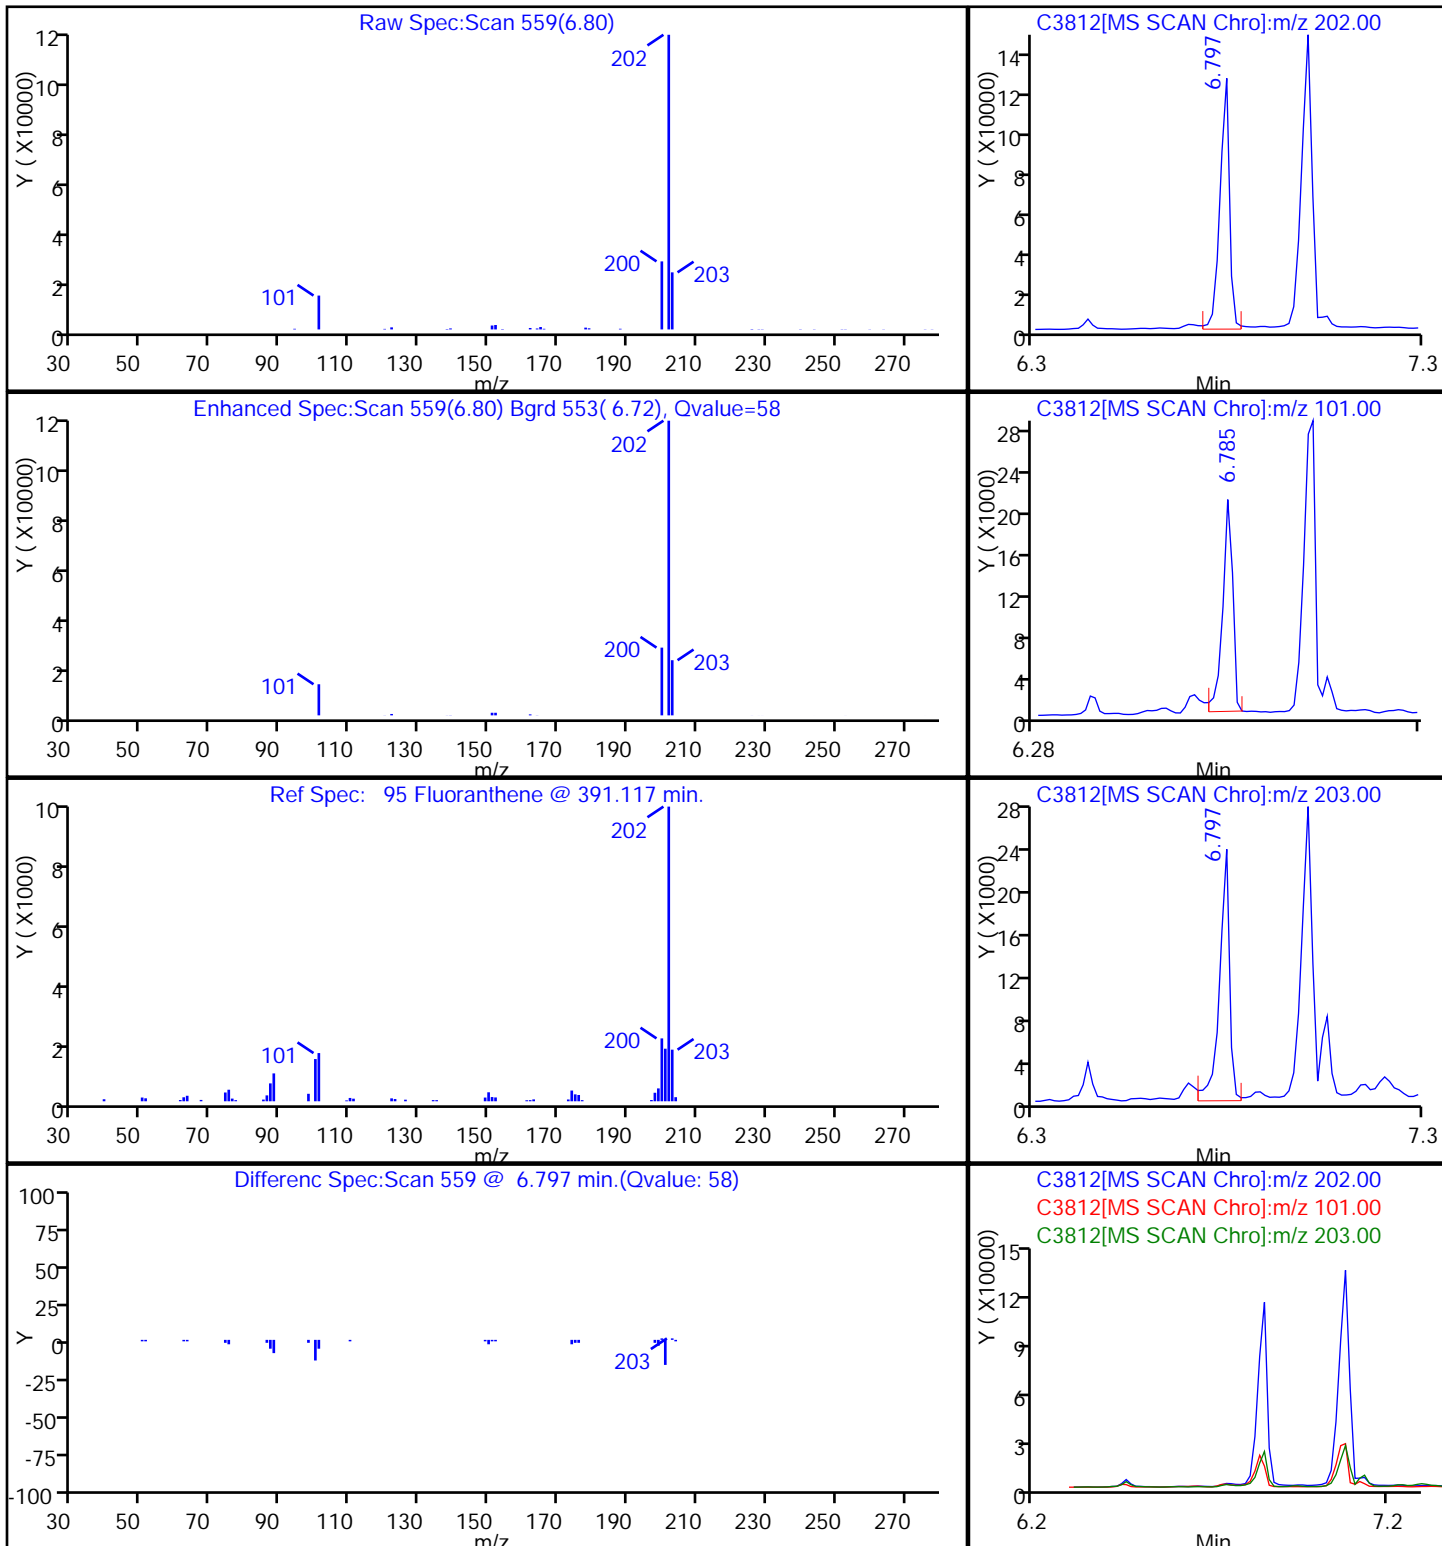 Raw Spec:Scan 559(6.80)
12
10
8
6
4
2
0
Y ( X10000)
202
200
203
101
30 50 70 90 110 130 150 170 190 210 230 250 270
m/z
C3812[MS SCAN Chro]:m/z 202.00
14
12
10
8
6
4
2
0
Y ( X10000)
6.797
6.3 7.3
Min
Enhanced Spec:Scan 559(6.80) Bgrd 553( 6.72), Qvalue=58
12
10
8
6
4
2
0
Y ( X10000)
202
200
203
101
30 50 70 90 110 130 150 170 190 210 230 250 270
m/z
C3812[MS SCAN Chro]:m/z 101.00
28
24
20
16
12
8
4
0
Y ( X1000)
6.785
6.28
Min
Ref Spec: 95 Fluoranthene @ 391.117 min.
10
8
6
4
2
0
Y ( X1000)
202
200
203
101
30 50 70 90 110 130 150 170 190 210 230 250 270
m/z
C3812[MS SCAN Chro]:m/z 203.00
28
24
20
16
12
8
4
0
Y ( X1000)
6.797
6.3 7.3
Min
Differenc Spec:Scan 559 @ 6.797 min.(Qvalue: 58)
100
75
50
25
0
-25
-50
-75
-100
Y
203
30 50 70 90 110 130 150 170 190 210 230 250 270
m/z
C3812[MS SCAN Chro]:m/z 202.00
C3812[MS SCAN Chro]:m/z 101.00
C3812[MS SCAN Chro]:m/z 203.00
15
12
9
6
3
0
Y ( X10000)
6.2 7.2
Min